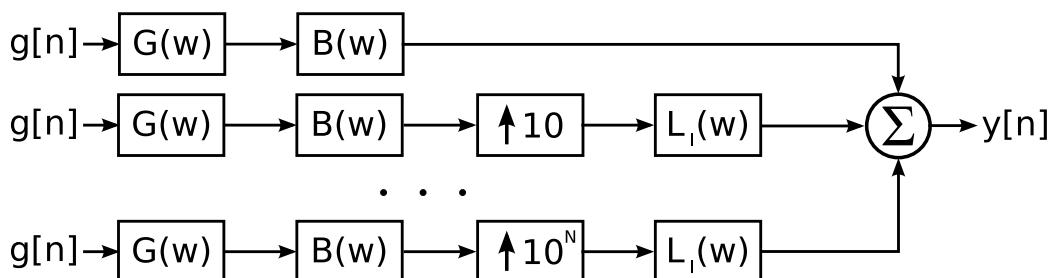 g[n] G(w) B(w)
g[n] G(w) B(w) ↑10 L_I(w) Σ y[n]
. . .
g[n] G(w) B(w) ↑10^N L_I(w)